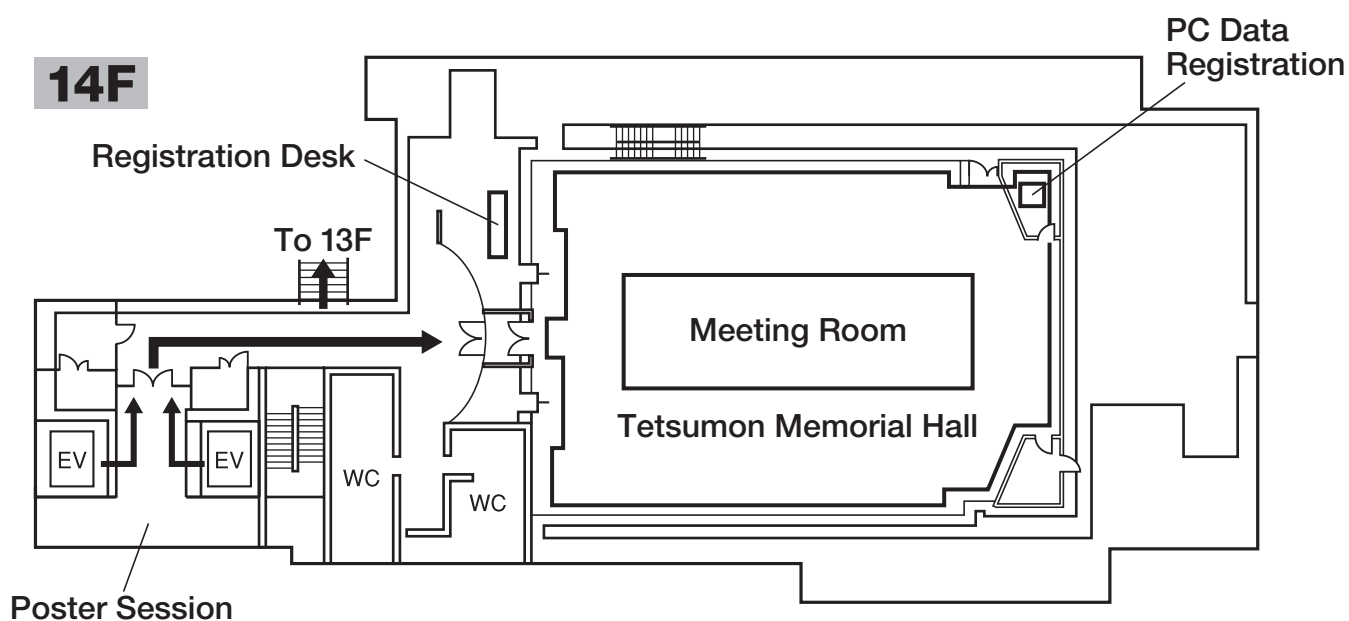 14F
PC Data
Registration
Registration Desk
To 13F
Meeting Room
Tetsumon Memorial Hall
EV
EV
WC
WC
Poster Session